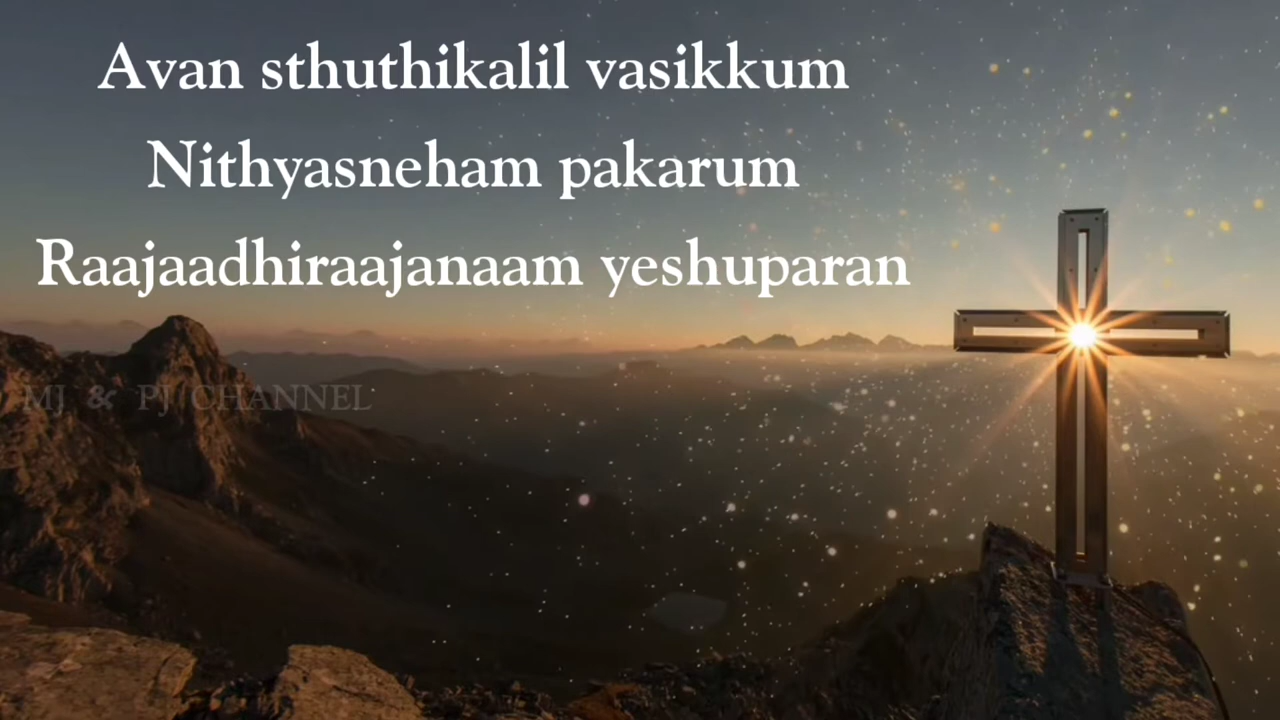 Avan sthuthikalil vasikkum
Nithyasneham pakarum
Raajaadhiraajanaam yeshuparan
MJ & PJ CHANNEL